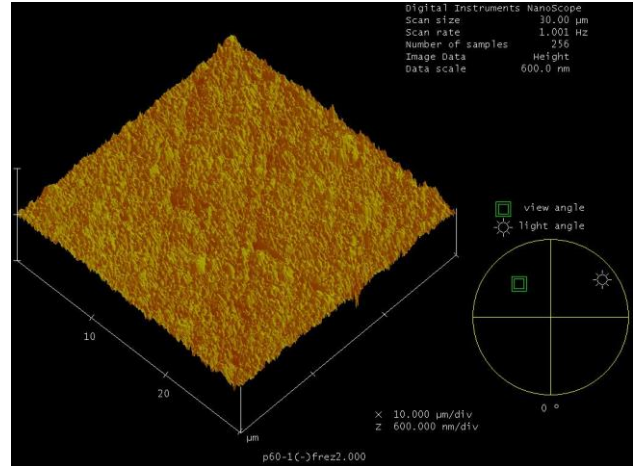 Digital Instruments NanoScope
Scan size 30.00 µm
Scan rate 1.001 Hz
Number of samples 256
Image Data Height
Data scale 600.0 nm
view angle
light angle
10
20
µm
X 10.000 µm/div
Z 600.000 nm/div
0 º
p60-1(-)frez2.000